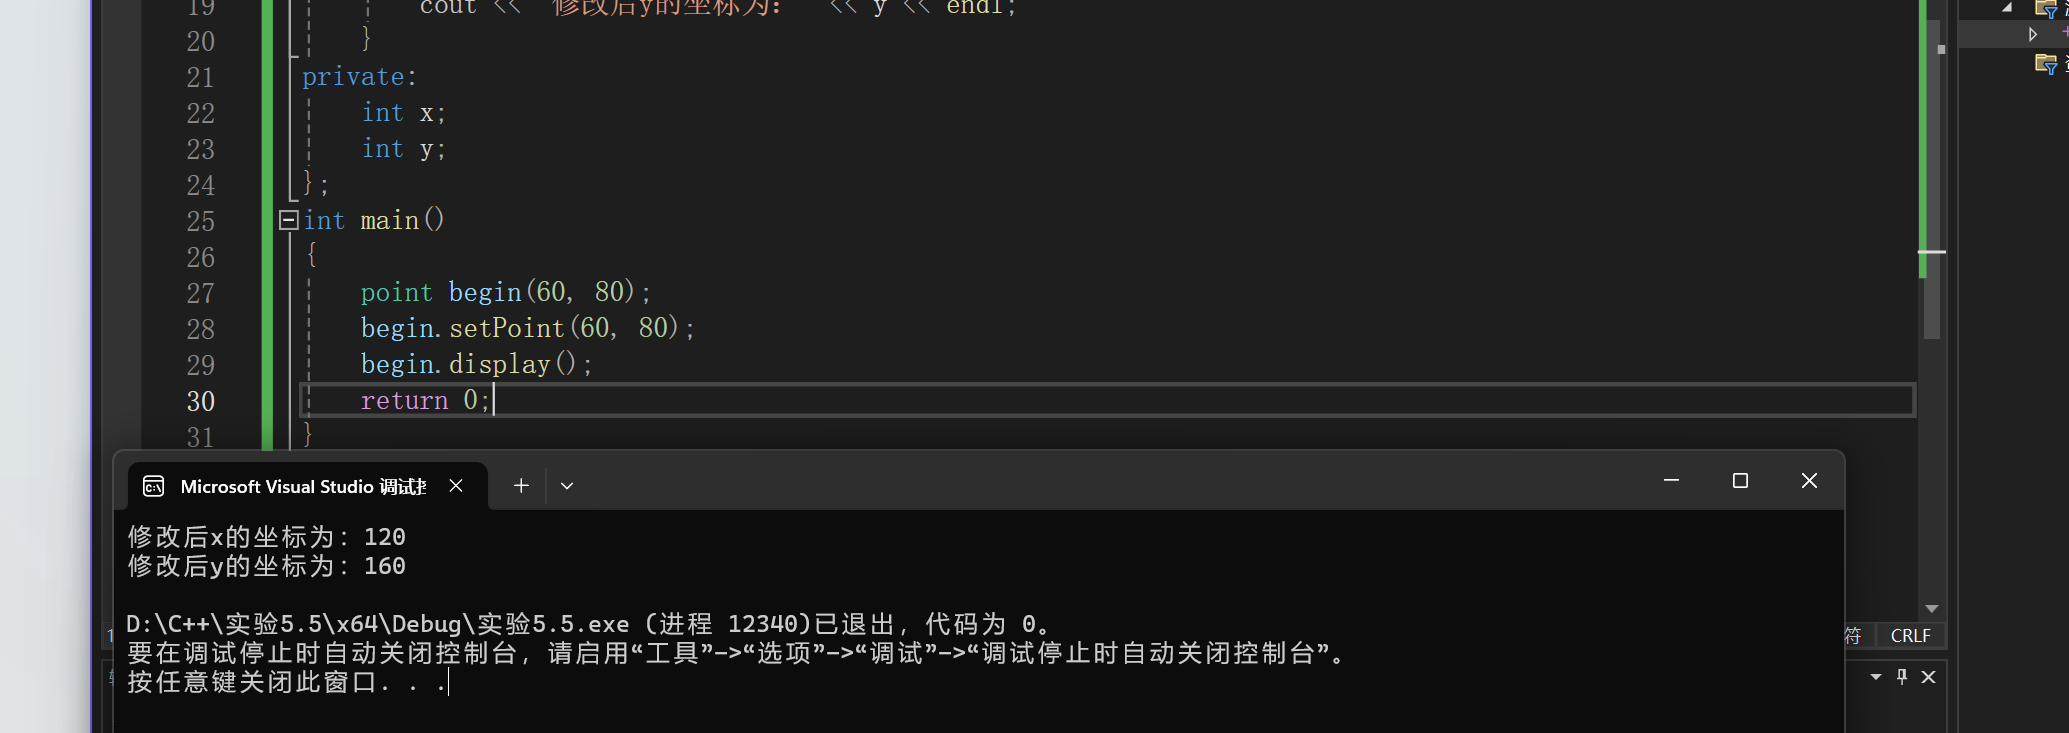 19 cout << "修改后y的坐标为： " << y << endl;
20 }
21 private:
22 int x;
23 int y;
24 };
25 int main()
26 {
27 point begin(60, 80);
28 begin.setPoint(60, 80);
29 begin.display();
30 return 0;
31 }
Microsoft Visual Studio 调试
修改后x的坐标为：120
修改后y的坐标为：160
D:\C++\实验5.5\x64\Debug\实验5.5.exe (进程 12340)已退出，代码为 0。
要在调试停止时自动关闭控制台，请启用“工具”->“选项”->“调试”->“调试停止时自动关闭控制台”。
按任意键关闭此窗口. . .
符 CRLF